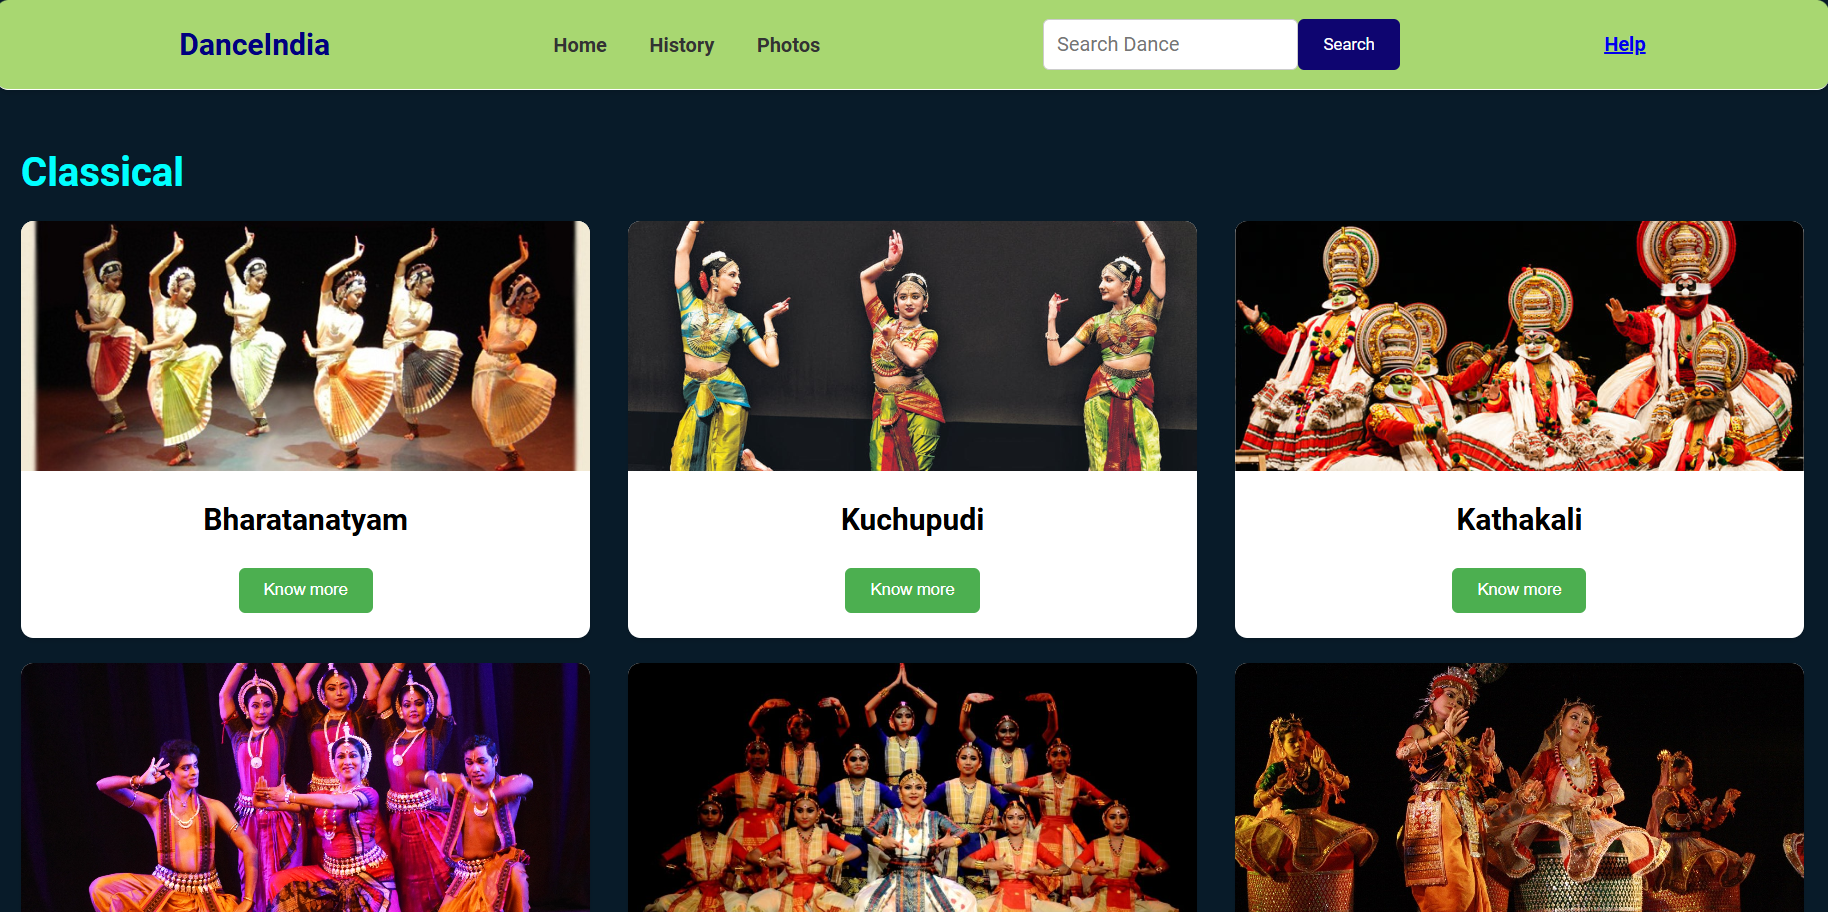 DanceIndia
Home
History
Photos
Search Dance
Search
Help
Classical
Bharatanatyam
Kuchupudi
Kathakali
Know more
Know more
Know more